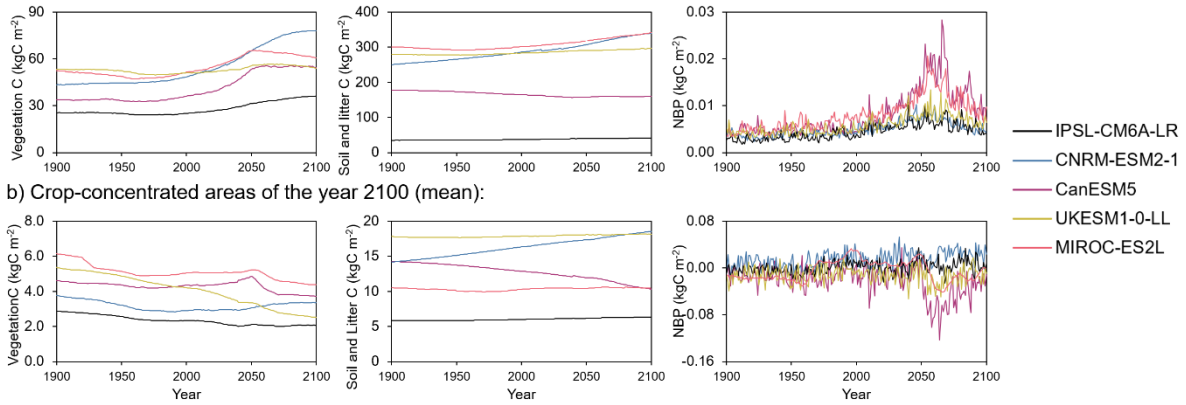 Vegetation C (kgC m⁻²)
90
60
30
0
1900 1950 2000 2050 2100
Soil and litter C (kgC m⁻²)
400
300
200
100
0
1900 1950 2000 2050 2100
NBP (kgC m⁻²)
0.03
0.02
0.01
0.00
1900 1950 2000 2050 2100
b) Crop-concentrated areas of the year 2100 (mean):
VegetationC (kgC m⁻²)
8.0
6.0
4.0
2.0
0.0
1900 1950 2000 2050 2100
Year
Soil and Litter C (kgC m⁻²)
20
15
10
5
0
1900 1950 2000 2050 2100
Year
NBP (kgC m⁻²)
0.08
0.00
-0.08
-0.16
1900 1950 2000 2050 2100
Year
IPSL-CM6A-LR
CNRM-ESM2-1
CanESM5
UKESM1-0-LL
MIROC-ES2L